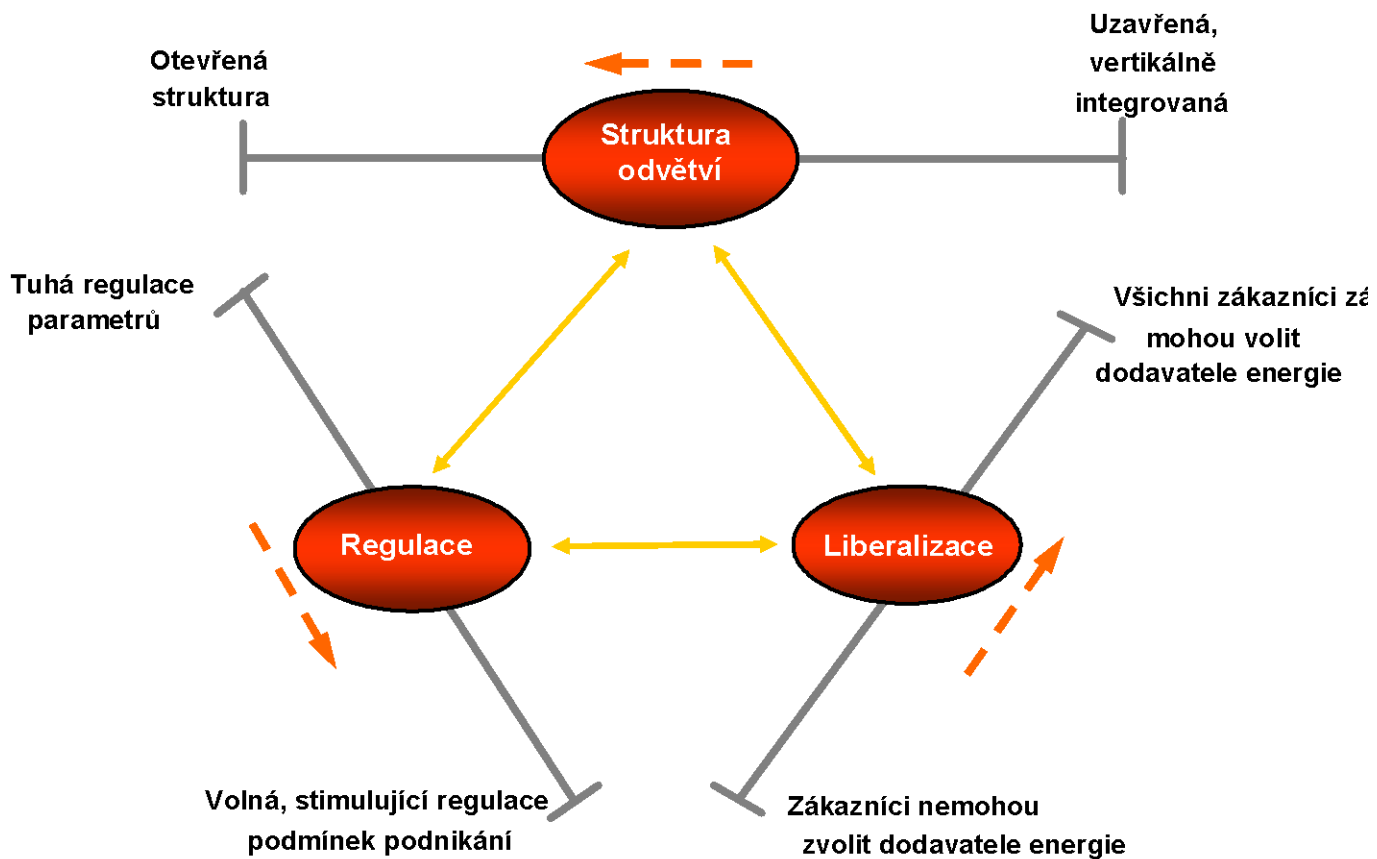 Otevřená
struktura
Uzavřená,
vertikálně
integrovaná
Struktura
odvětví
Tuhá regulace
parametrů
Všichni zákazníci
mohou volit
dodavatele energie
Regulace
Liberalizace
Volná, stimulující regulace
podmínek podnikání
Zákazníci nemohou
zvolit dodavatele energie